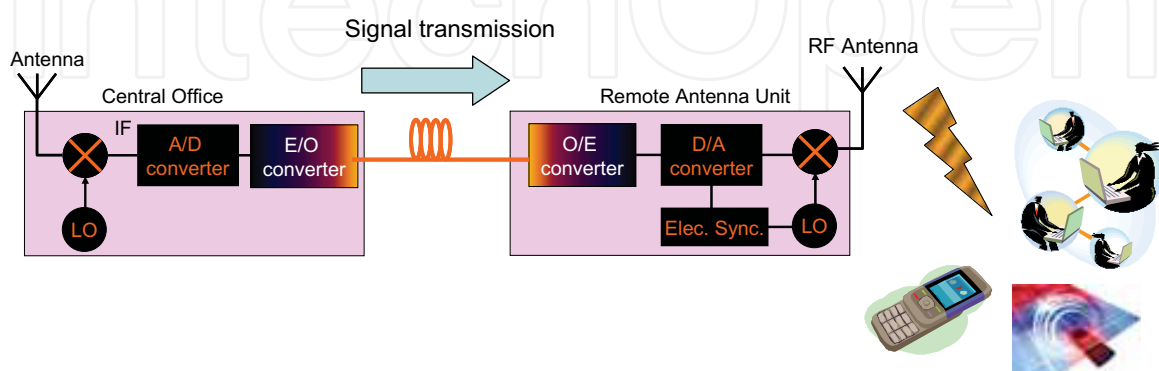 IntechOpen
Signal transmission
Antenna
RF Antenna
Central Office
Remote Antenna Unit
IF
A/D
converter
E/O
converter
O/E
converter
D/A
converter
LO
Elec. Sync.
LO